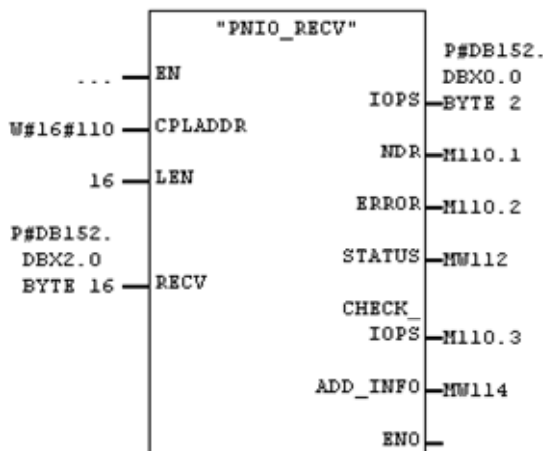 "PNIO_RECV"
... EN
W#16#110 CPLADDR
16 LEN
P#DB152.
DBX2.0
BYTE 16 RECV
P#DB152.
DBX0.0
IOPS BYTE 2
NDR M110.1
ERROR M110.2
STATUS MW112
CHECK_
IOPS M110.3
ADD_INFO MW114
ENO